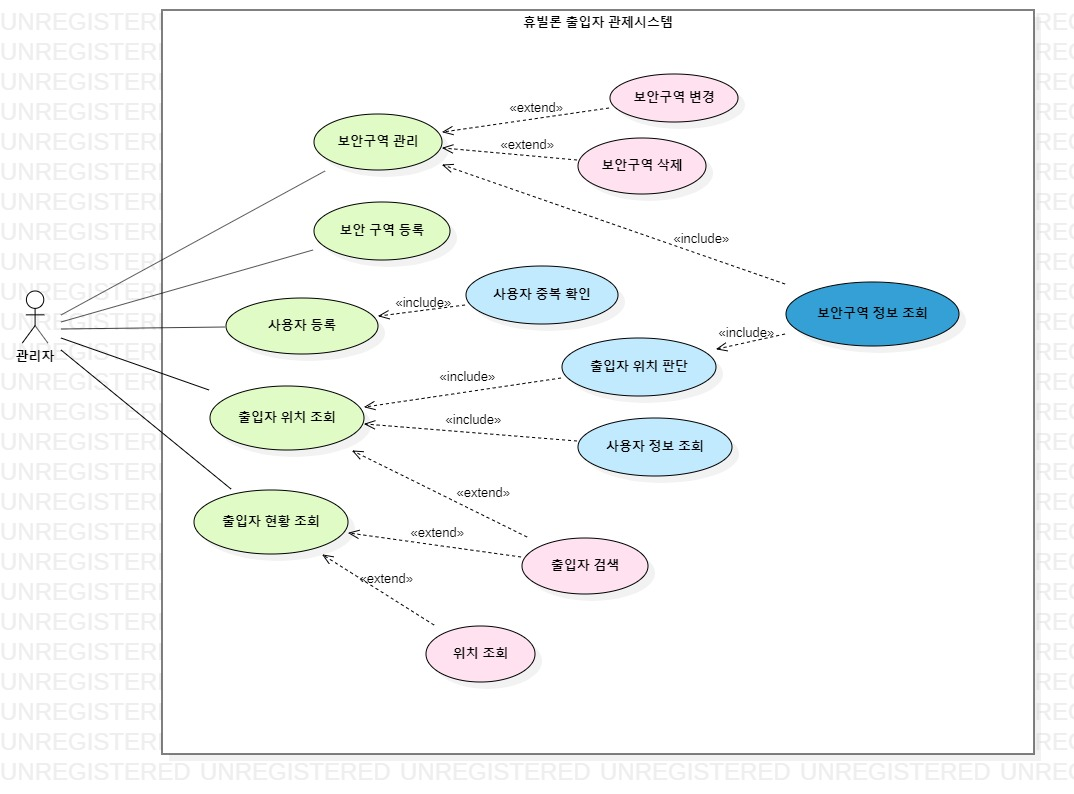 휴빌론 출입자 관제시스템
보안구역 변경
«extend»
보안구역 관리
«extend»
보안구역 삭제
보안 구역 등록
«include»
사용자 중복 확인
«include»
보안구역 정보 조회
사용자 등록
«include»
관리자
출입자 위치 판단
«include»
출입자 위치 조회
«include»
사용자 정보 조회
«extend»
출입자 현황 조회
«extend»
출입자 검색
«extend»
위치 조회
UNREGISTERED UNREGISTERED UNREGISTERED UNREGISTERED UNREGISTERED